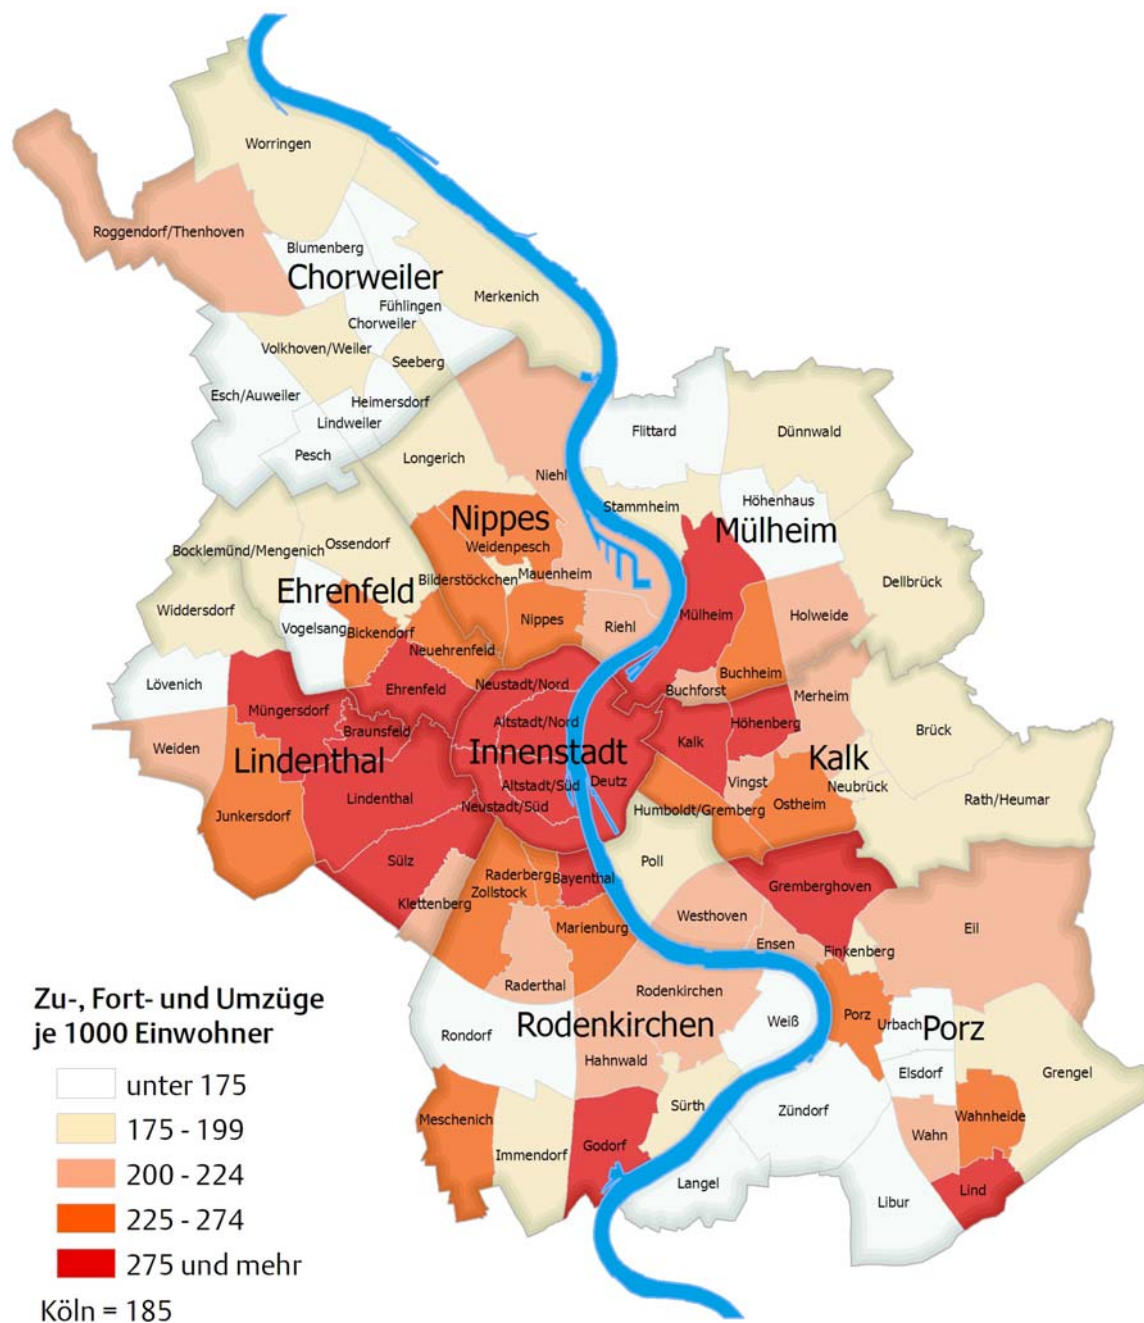 Worringen
Roggendorf/Thenhoven
Blumenberg
Chorweiler
Fühlingen
Merkenich
Chorweiler
Volkhoven/Weiler
Seeberg
Esch/Auweiler
Heimersdorf
Lindweiler
Pesch
Flittard
Dünnwald
Longerich
Niehl
Stammheim
Höhenhaus
Nippes
Mülheim
Weidenpesch
Ossendorf
Bocklemünd/Mengenich
Mauenheim
Bilderstöckchen
Dellbrück
Ehrenfeld
Widdersdorf
Mülheim
Holweide
Nippes
Riehl
Vogelsang
Bickendorf
Neuehrenfeld
Buchheim
Lövenich
Ehrenfeld
Neustadt/Nord
Buchforst
Merheim
Müngersdorf
Altstadt/Nord
Höhenberg
Brück
Braunsfeld
Kalk
Weiden
Lindenthal
Innenstadt
Kalk
Deutz
Vingst
Altstadt/Süd
Neubrück
Lindenthal
Neustadt/Süd
Rath/Heumar
Junkersdorf
Humboldt/Gremberg
Ostheim
Sülz
Poll
Raderberg
Bayenthal
Gremberghoven
Zollstock
Klettenberg
Westhoven
Marienburg
Eil
Ensen
Finkenberg
Raderthal
Rodenkirchen
Zu-, Fort- und Umzüge
je 1000 Einwohner
Rondorf
Rodenkirchen
Weiß
Porz
Urbach
Porz
Hahnwald
Elsdorf
Grengel
unter 175
Sürth
Zündorf
Meschenich
Wahnheide
175 - 199
Wahn
Godorf
Immendorf
200 - 224
Langel
Lind
Libur
225 - 274
275 und mehr
Köln = 185